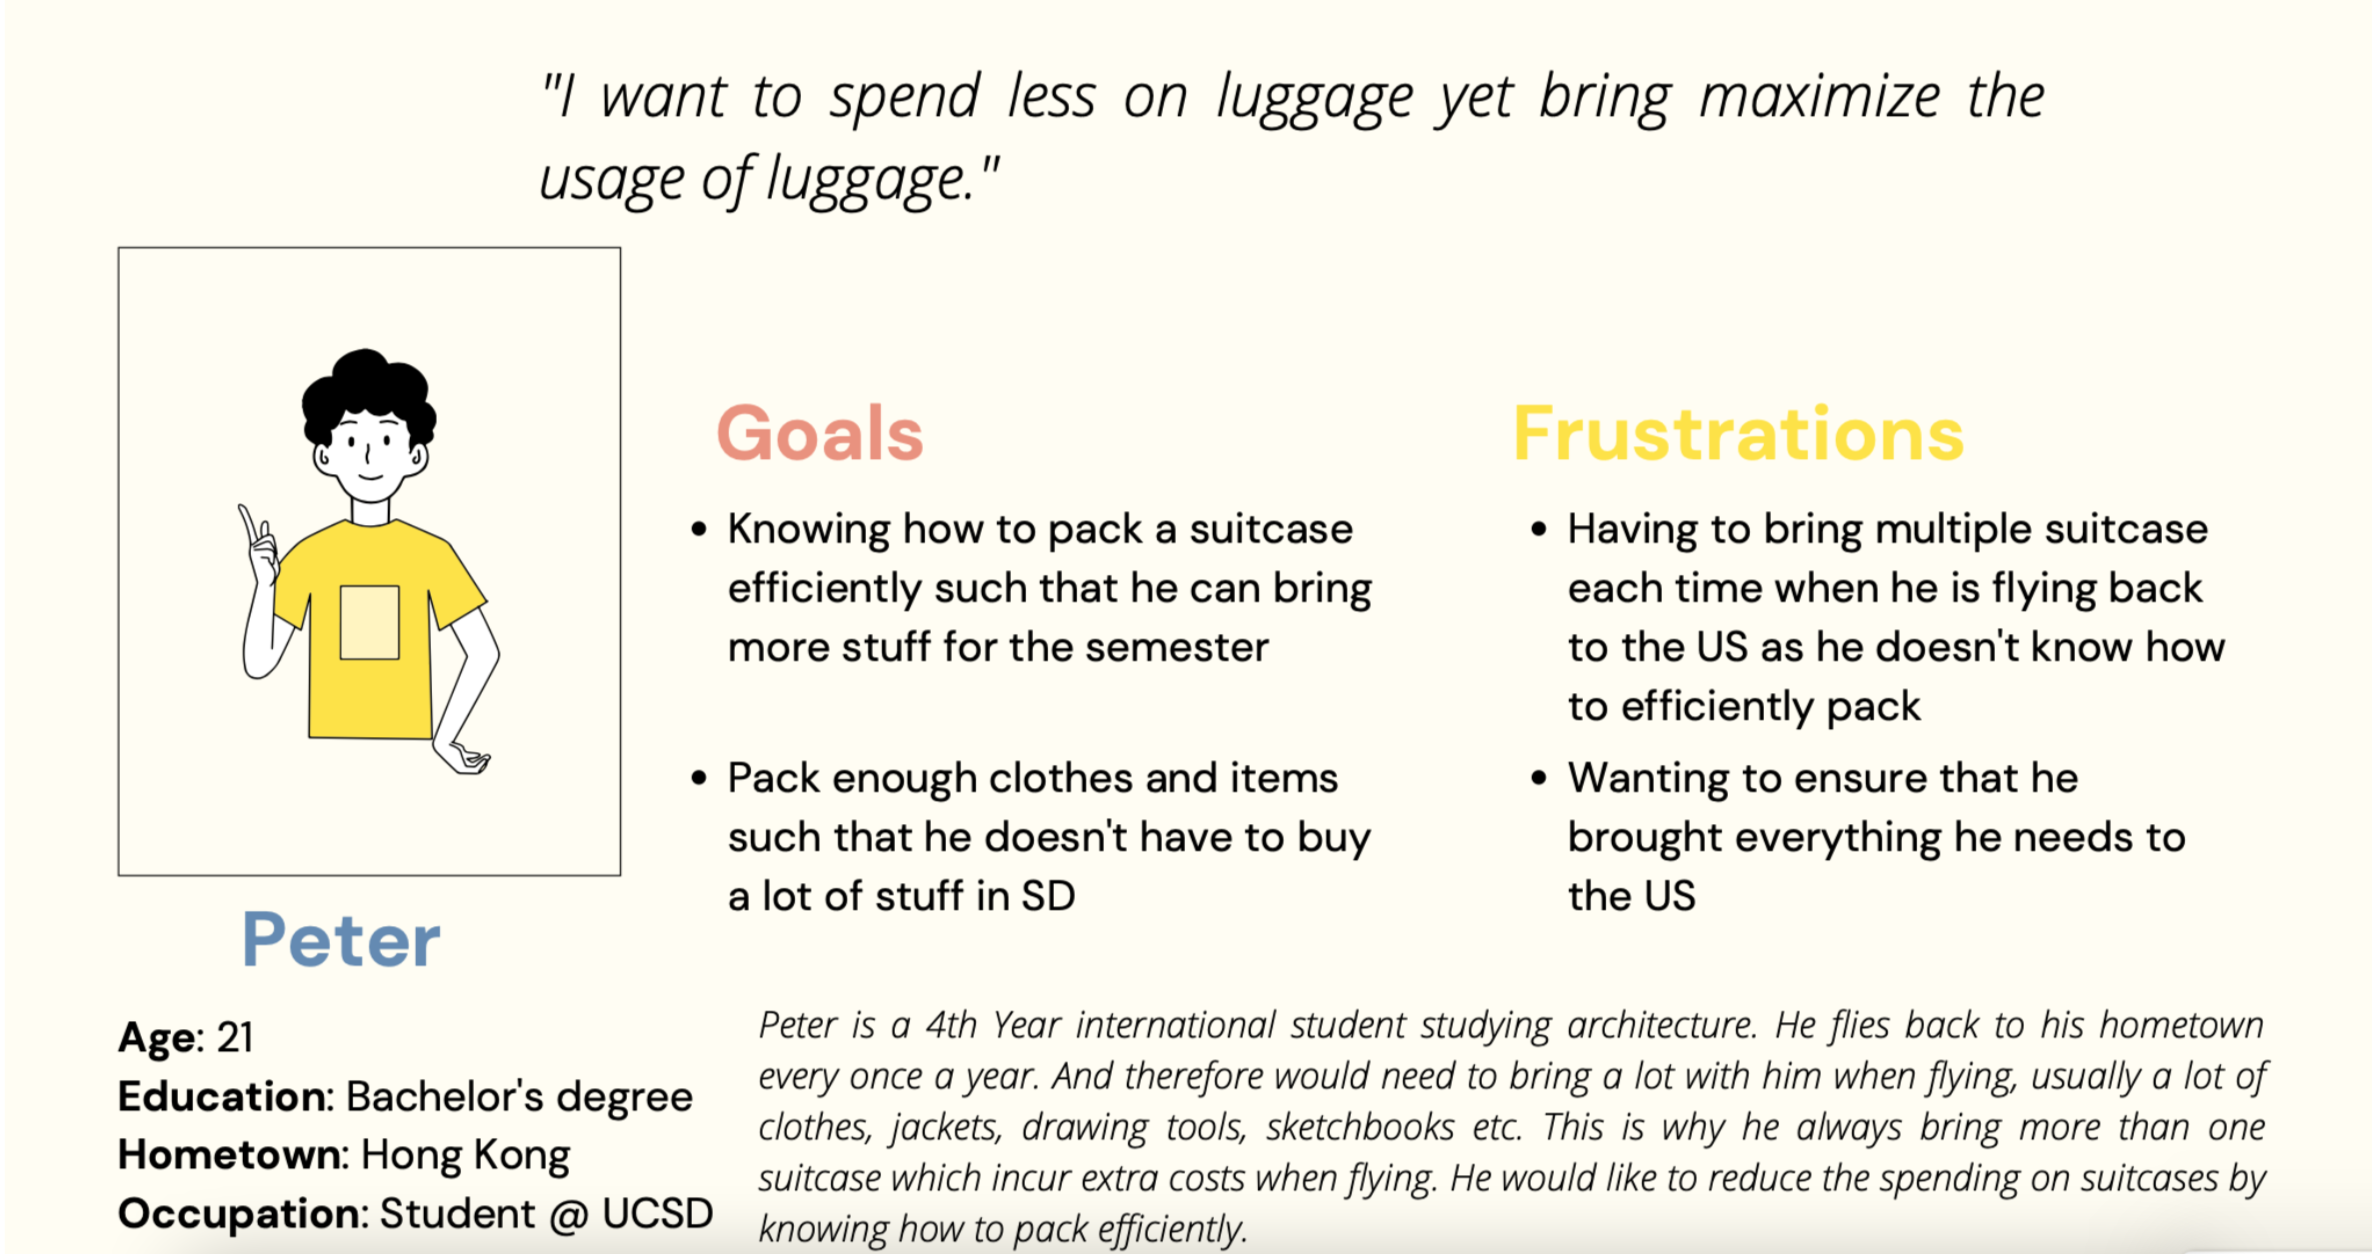 "I want to spend less on luggage yet bring maximize the
usage of luggage."
Goals
Knowing how to pack a suitcase
efficiently such that he can bring
more stuff for the semester
Pack enough clothes and items
such that he doesn't have to buy
a lot of stuff in SD
Frustrations
Having to bring multiple suitcase
each time when he is flying back
to the US as he doesn't know how
to efficiently pack
Wanting to ensure that he
brought everything he needs to
the US
Peter
Age: 21
Education: Bachelor's degree
Hometown: Hong Kong
Occupation: Student @ UCSD
Peter is a 4th Year international student studying architecture. He flies back to his hometown
every once a year. And therefore would need to bring a lot with him when flying, usually a lot of
clothes, jackets, drawing tools, sketchbooks etc. This is why he always bring more than one
suitcase which incur extra costs when flying. He would like to reduce the spending on suitcases by
knowing how to pack efficiently.